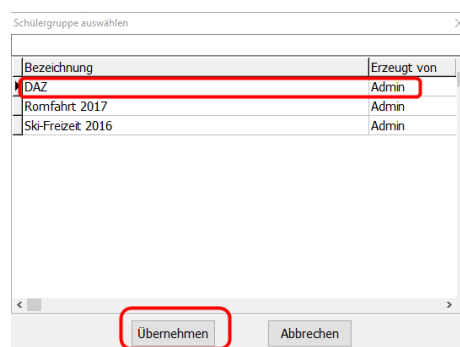 Schülergruppe auswählen
Bezeichnung Erzeugt von
DAZ Admin
Romfahrt 2017 Admin
Ski-Freizeit 2016 Admin
Übernehmen Abbrechen